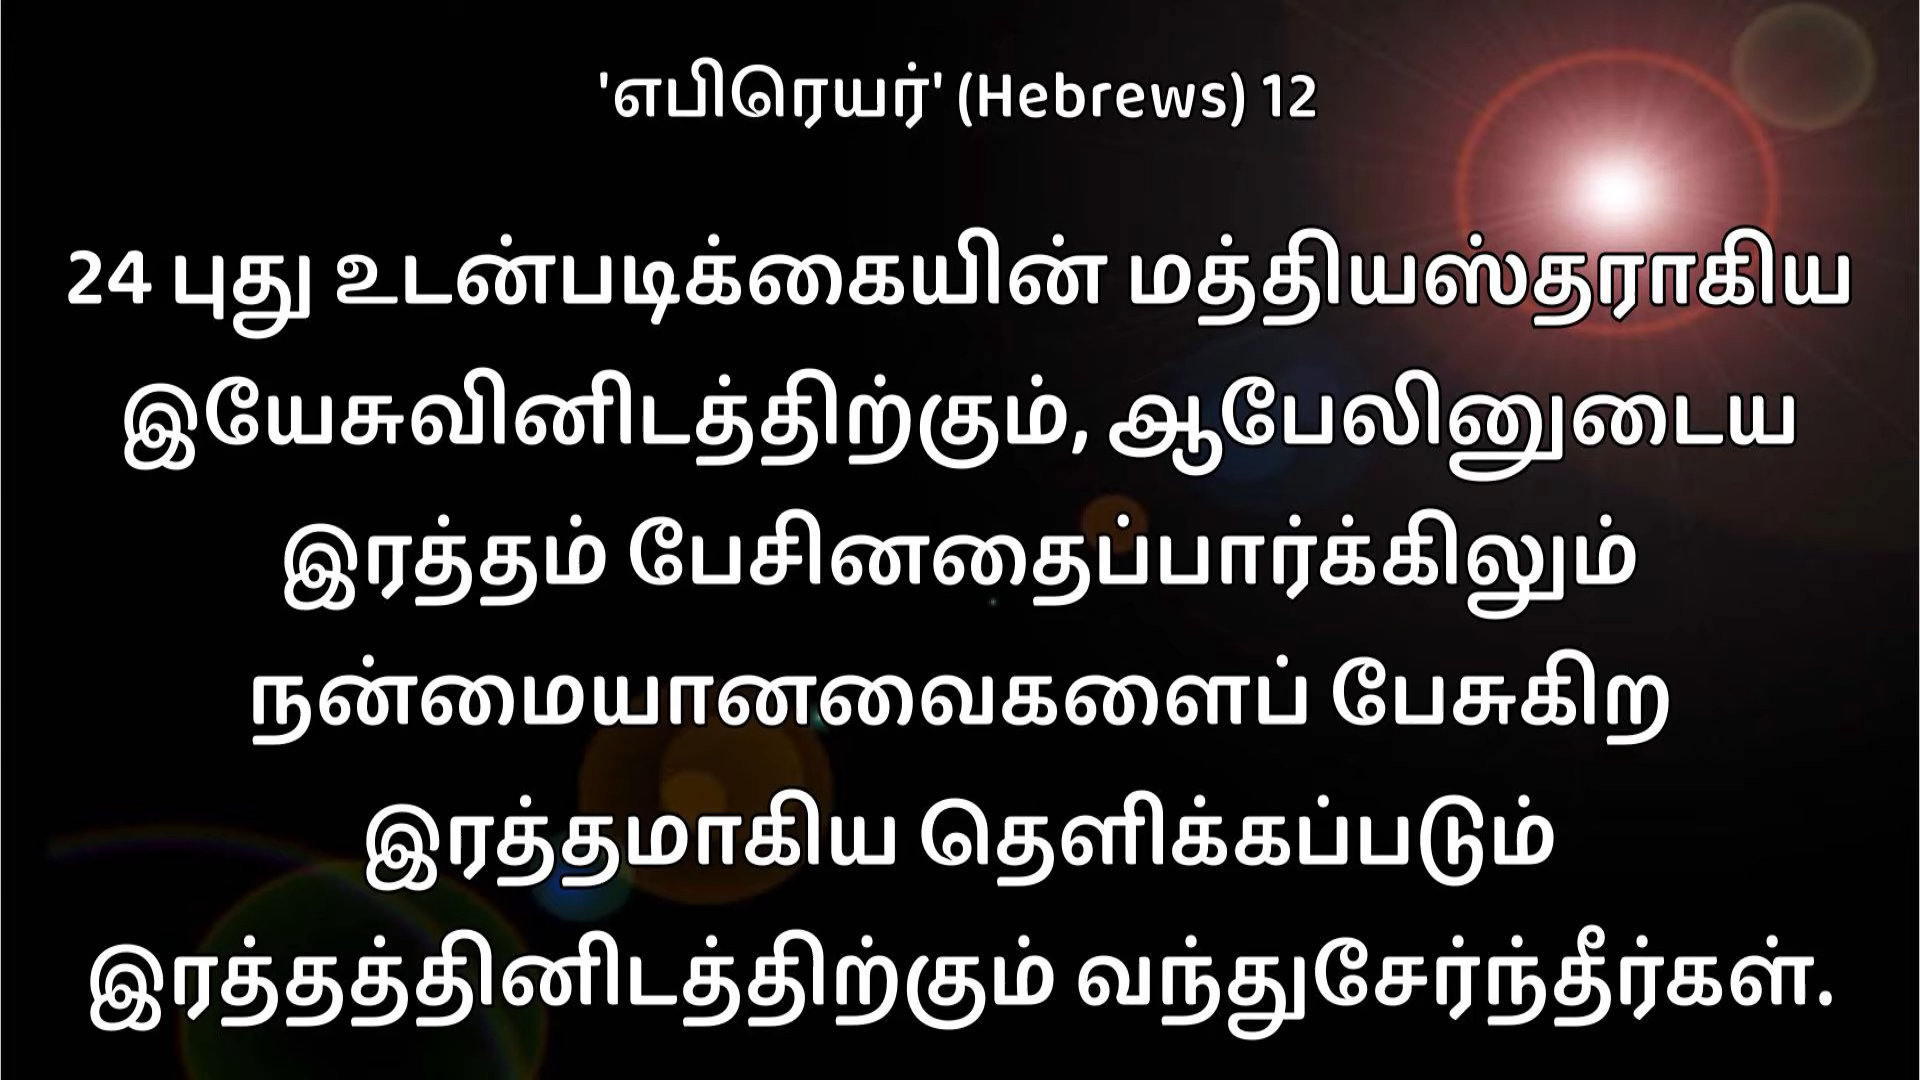 'எபிரெயர்' (Hebrews) 12
24 புது உடன்படிக்கையின் மத்தியஸ்தராகிய
இயேசுவினிடத்திற்கும், ஆபேலினுடைய
இரத்தம் பேசினதைப்பார்க்கிலும்
நன்மையானவைகளைப் பேசுகிற
இரத்தமாகிய தெளிக்கப்படும்
இரத்தத்தினிடத்திற்கும் வந்துசேர்ந்தீர்கள்.